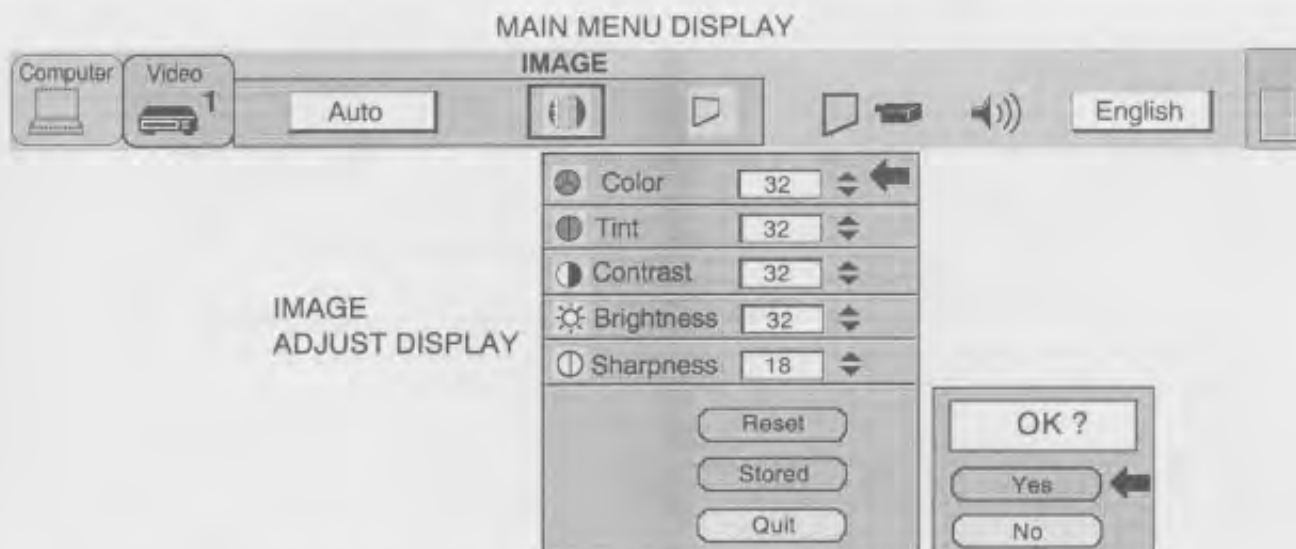 MAIN MENU DISPLAY
IMAGE
Computer
Video
1
Auto
English
Color 32
Tint 32
Contrast 32
Brightness 32
Sharpness 18
IMAGE
ADJUST DISPLAY
Reset
Stored
Quit
OK ?
Yes
No